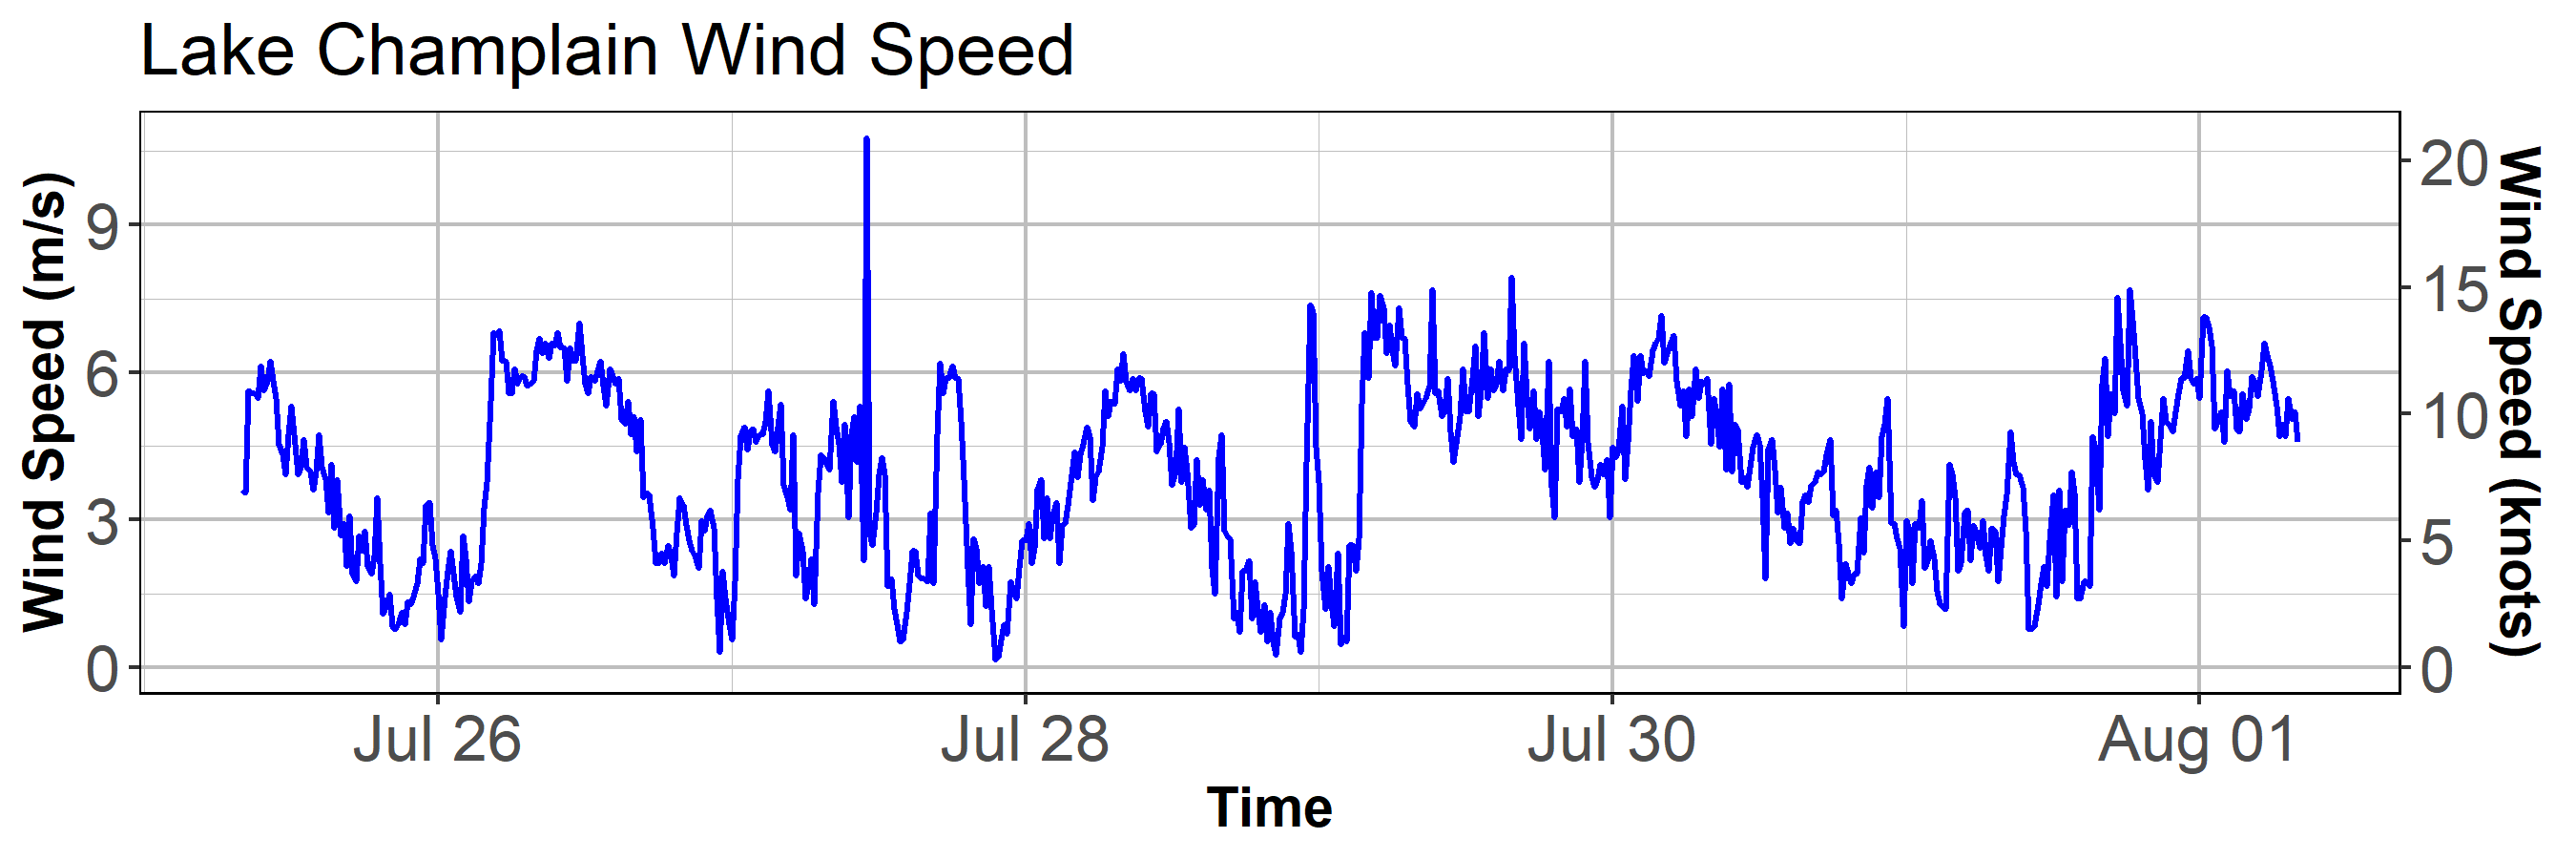 Lake Champlain Wind Speed
Wind Speed (m/s)
9
6
3
0
20
15
10
5
0
Wind Speed (knots)
Jul 26
Jul 28
Jul 30
Aug 01
Time